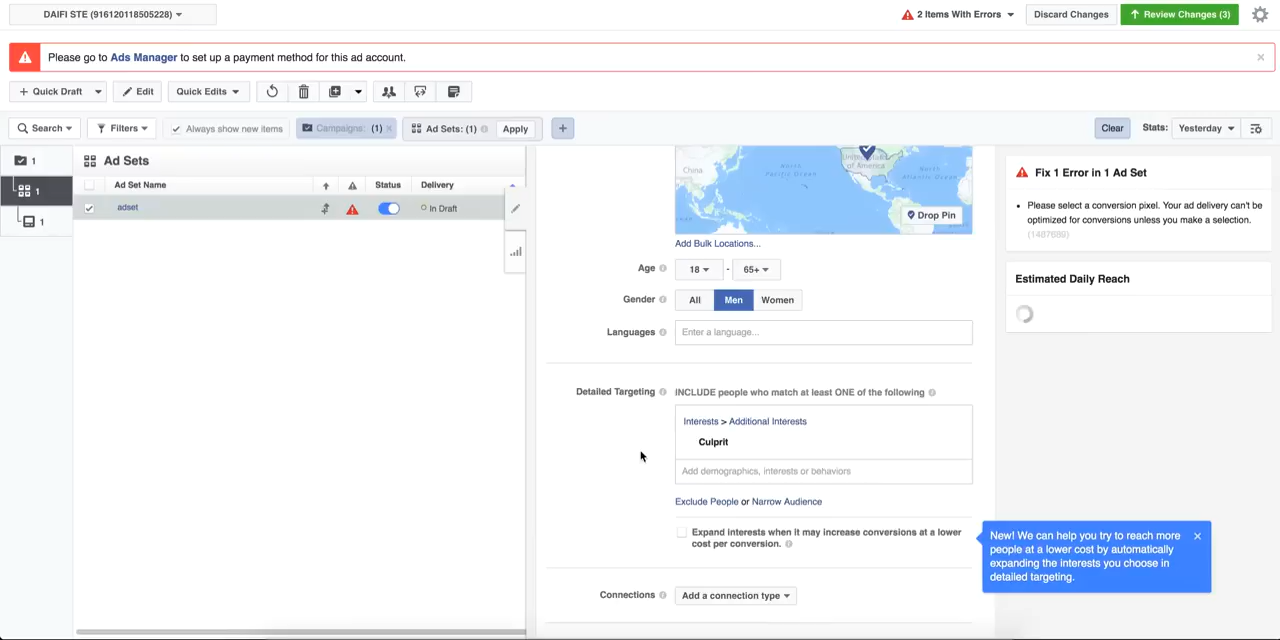 DAIFI STE (916120118505228)
2 Items With Errors
Discard Changes
Review Changes (3)
Please go to Ads Manager to set up a payment method for this ad account.
Quick Draft
Edit
Quick Edits
Search
Filters
Always show new items
Campaigns: (1)
Ad Sets: (1)
Apply
Clear
Stats:
Yesterday
1
1
1
Ad Sets
Ad Set Name
Status
Delivery
adset
In Draft
China
North Pacific Ocean
United States of America
North Atlantic Ocean
Drop Pin
Add Bulk Locations...
Age
18 - 65+
Gender
All
Men
Women
Languages
Enter a language...
Detailed Targeting
INCLUDE people who match at least ONE of the following
Interests > Additional Interests
Culprit
Add demographics, interests or behaviors
Exclude People or Narrow Audience
Expand interests when it may increase conversions at a lower
cost per conversion.
Connections
Add a connection type
Fix 1 Error in 1 Ad Set
Please select a conversion pixel. Your ad delivery can't be
optimized for conversions unless you make a selection.
(1487689)
Estimated Daily Reach
New! We can help you try to reach more
people at a lower cost by automatically
expanding the interests you choose in
detailed targeting.